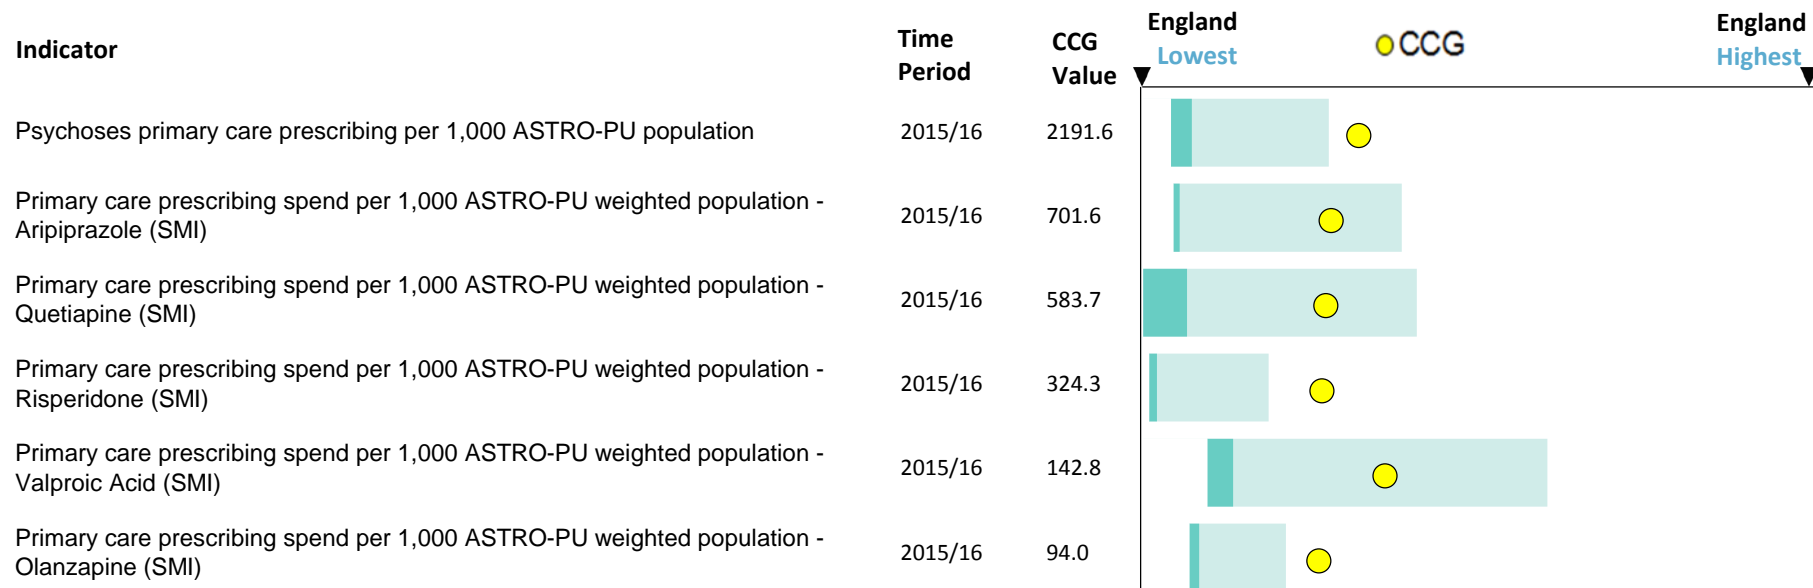 Indicator
Time
Period
CCG
Value
England
Lowest
CCG
England
Highest
Psychoses primary care prescribing per 1,000 ASTRO-PU population 2015/16 2191.6
Primary care prescribing spend per 1,000 ASTRO-PU weighted population -
Aripiprazole (SMI)
2015/16 701.6
Primary care prescribing spend per 1,000 ASTRO-PU weighted population -
Quetiapine (SMI)
2015/16 583.7
Primary care prescribing spend per 1,000 ASTRO-PU weighted population -
Risperidone (SMI)
2015/16 324.3
Primary care prescribing spend per 1,000 ASTRO-PU weighted population -
Valproic Acid (SMI)
2015/16 142.8
Primary care prescribing spend per 1,000 ASTRO-PU weighted population -
Olanzapine (SMI)
2015/16 94.0